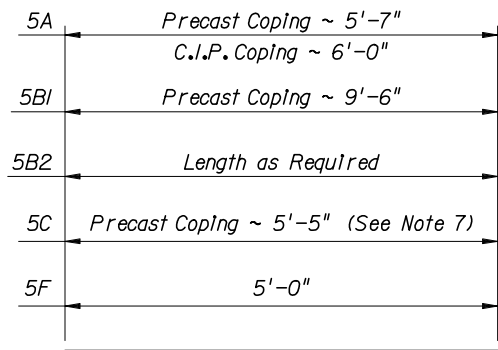 5A Precast Coping ~ 5'-7"
C.I.P. Coping ~ 6'-0"
5B1 Precast Coping ~ 9'-6"
5B2 Length as Required
5C Precast Coping ~ 5'-5" (See Note 7)
5F 5'-0"